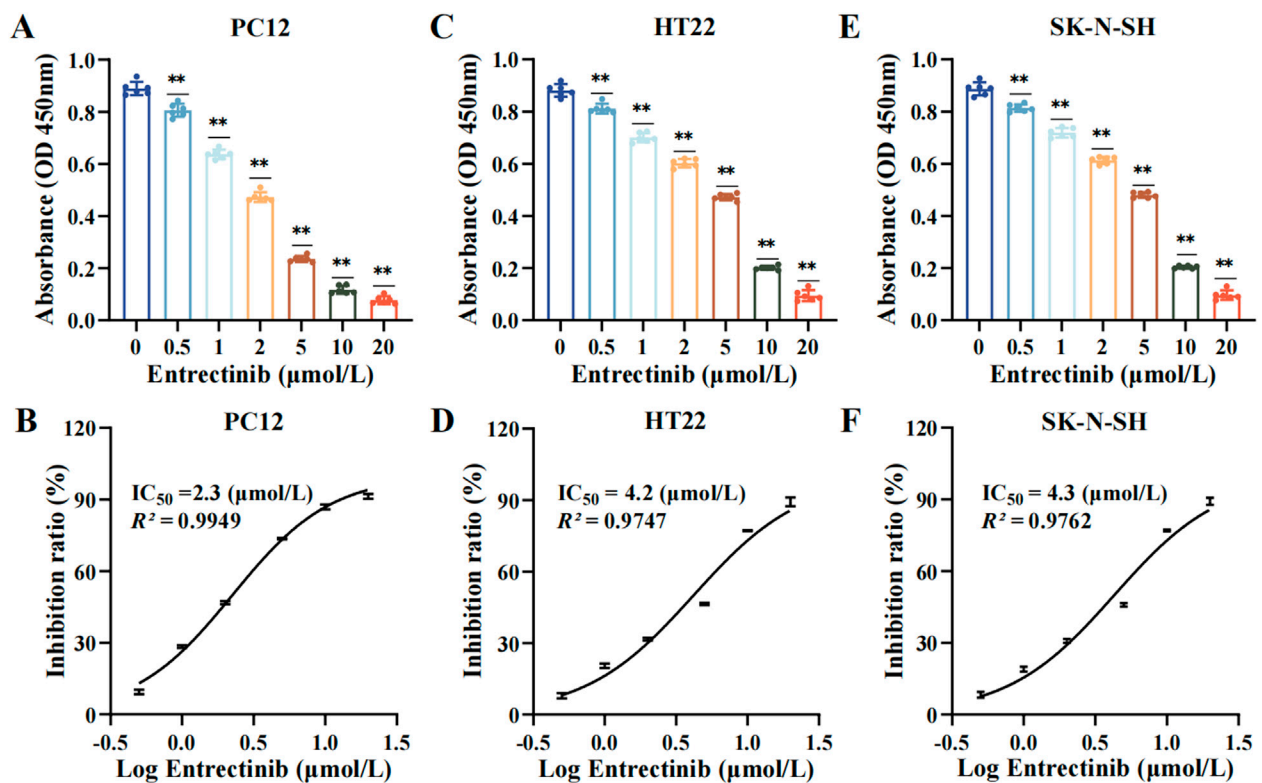 A
PC12
Absorbance (OD 450nm)
1.0
0.8
0.6
0.4
0.2
0.0
**
**
**
**
**
**
0
0.5
1
2
5
10
20
Entrectinib (μmol/L)
C
HT22
Absorbance (OD 450nm)
1.0
0.8
0.6
0.4
0.2
0.0
**
**
**
**
**
**
0
0.5
1
2
5
10
20
Entrectinib (μmol/L)
E
SK-N-SH
Absorbance (OD 450nm)
1.0
0.8
0.6
0.4
0.2
0.0
**
**
**
**
**
**
0
0.5
1
2
5
10
20
Entrectinib (μmol/L)
B
PC12
Inhibition ratio (%)
120
90
60
30
0
IC₅₀ =2.3 (μmol/L)
R² = 0.9949
-0.5
0.0
0.5
1.0
1.5
Log Entrectinib (μmol/L)
D
HT22
Inhibition ratio (%)
120
90
60
30
0
IC₅₀ = 4.2 (μmol/L)
R² = 0.9747
-0.5
0.0
0.5
1.0
1.5
Log Entrectinib (μmol/L)
F
SK-N-SH
Inhibition ratio (%)
120
90
60
30
0
IC₅₀ = 4.3 (μmol/L)
R² = 0.9762
-0.5
0.0
0.5
1.0
1.5
Log Entrectinib (μmol/L)